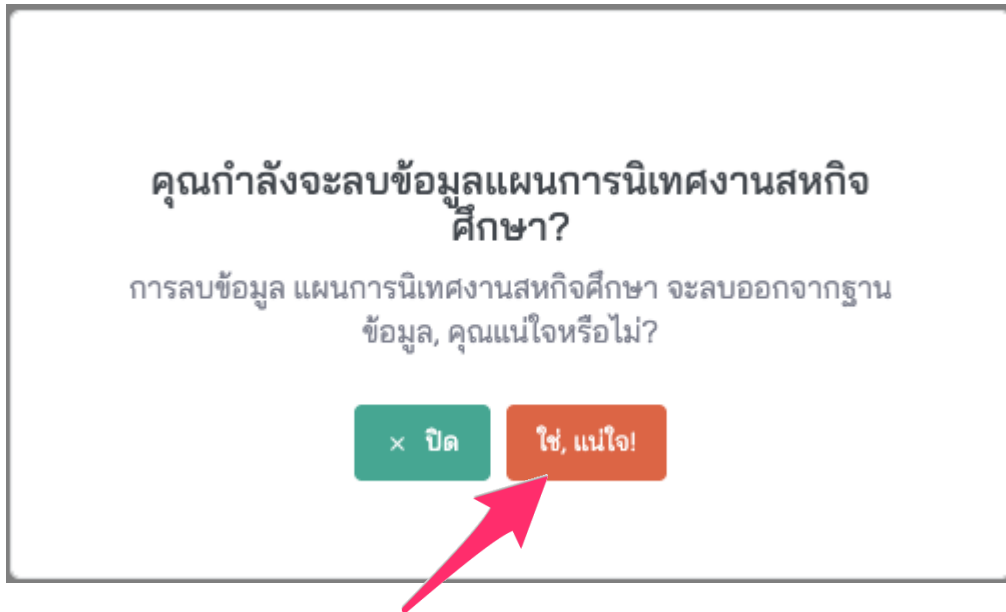 คุณกำลังจะลบข้อมูลแผนการนิเทศงานสหกิจ
ศึกษา?
การลบข้อมูล แผนการนิเทศงานสหกิจศึกษา จะลบออกจากฐาน
ข้อมูล, คุณแน่ใจหรือไม่?
× ปิด
ใช่, แน่ใจ!